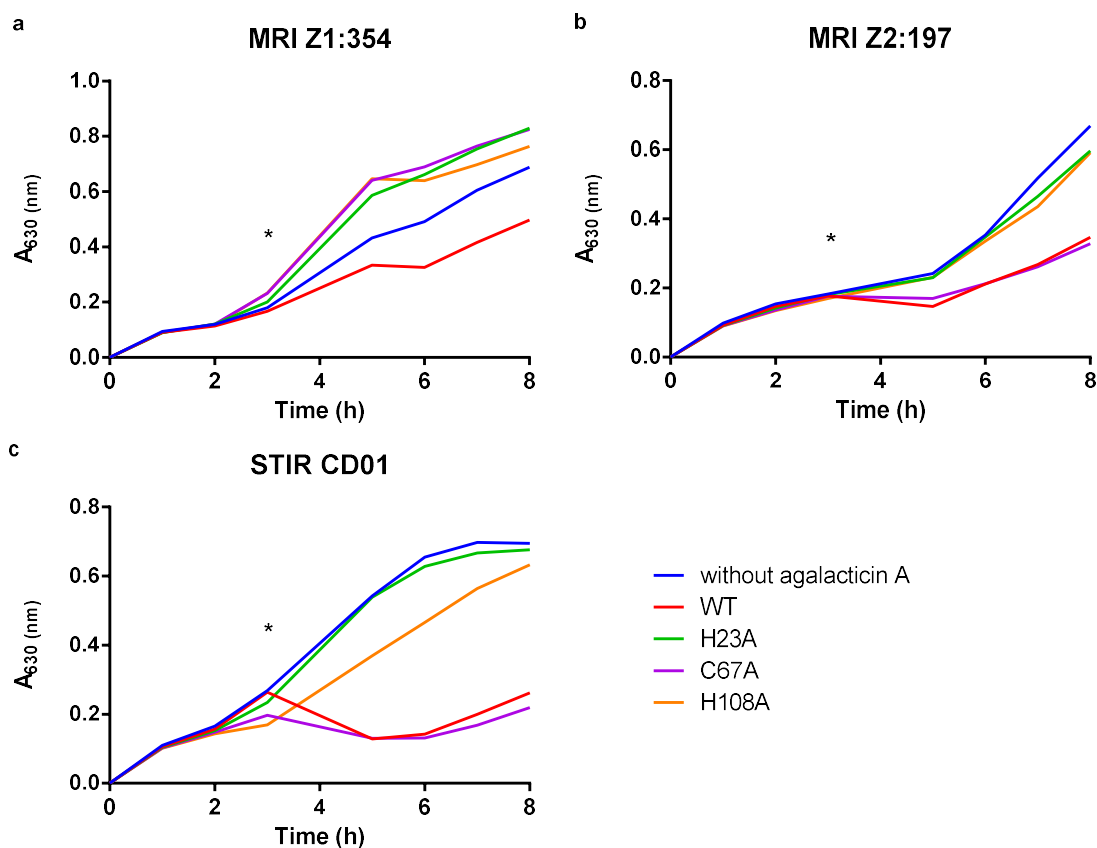 a
MRI Z1:354
1.0
0.8
0.6
0.4
0.2
0.0
A630 (nm)
*
0 2 4 6 8
Time (h)
b
MRI Z2:197
0.8
0.6
0.4
0.2
0.0
A630 (nm)
*
0 2 4 6 8
Time (h)
c
STIR CD01
0.8
0.6
0.4
0.2
0.0
A630 (nm)
*
0 2 4 6 8
Time (h)
without agalacticin A
WT
H23A
C67A
H108A